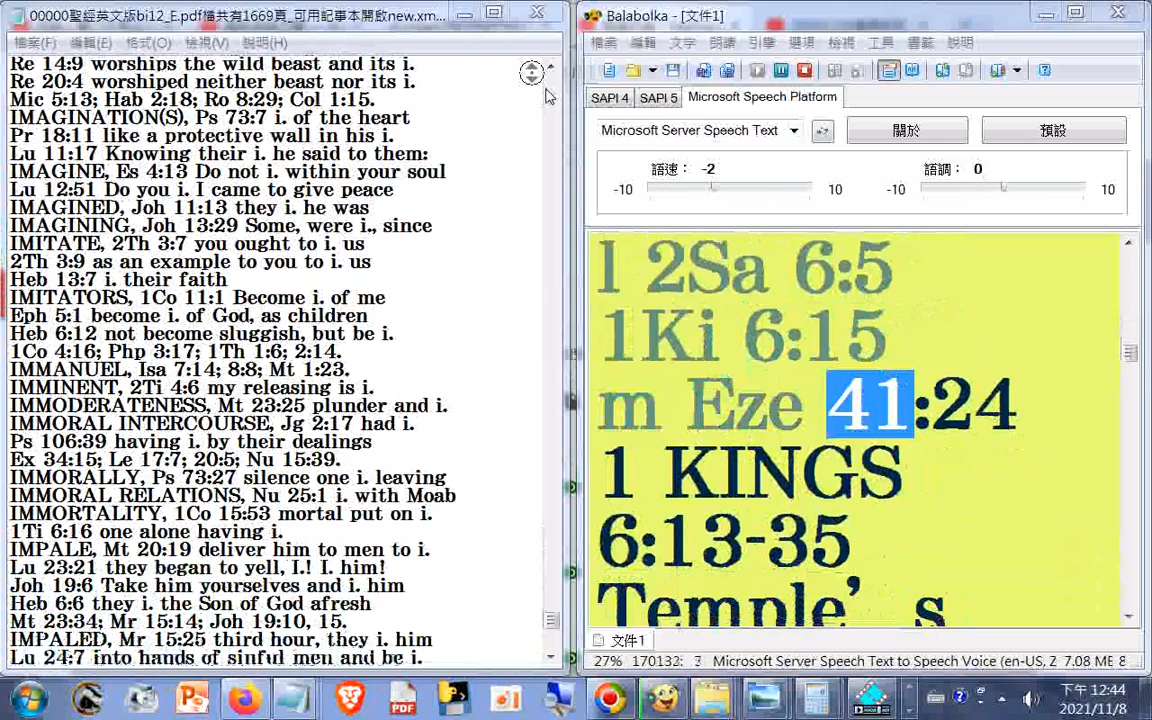 00000聖經英文版bi12_E.pdf檔共有1669頁_可用記事本開啟new.xm...
檔案(F) 編輯(E) 格式(O) 檢視(V) 說明(H)
Re 14:9 worships the wild beast and its i.
Re 20:4 worshiped neither beast nor its i.
Mic 5:13; Hab 2:18; Ro 8:29; Col 1:15.
IMAGINATION(S), Ps 73:7 i. of the heart
Pr 18:11 like a protective wall in his i.
Lu 11:17 Knowing their i. he said to them:
IMAGINE, Es 4:13 Do not i. within your soul
Lu 12:51 Do you i. I came to give peace
IMAGINED, Joh 11:13 they i. he was
IMAGINING, Joh 13:29 Some, were i., since
IMITATE, 2Th 3:7 you ought to i. us
2Th 3:9 as an example to you to i. us
Heb 13:7 i. their faith
IMITATORS, 1Co 11:1 Become i. of me
Eph 5:1 become i. of God, as children
Heb 6:12 not become sluggish, but be i.
1Co 4:16; Php 3:17; 1Th 1:6; 2:14.
IMMANUEL, Isa 7:14; 8:8; Mt 1:23.
IMMINENT, 2Ti 4:6 my releasing is i.
IMMODERATENESS, Mt 23:25 plunder and i.
IMMORAL INTERCOURSE, Jg 2:17 had i.
Ps 106:39 having i. by their dealings
Ex 34:15; Le 17:7; 20:5; Nu 15:39.
IMMORALLY, Ps 73:27 silence one i. leaving
IMMORAL RELATIONS, Nu 25:1 i. with Moab
IMMORTALITY, 1Co 15:53 mortal put on i.
1Ti 6:16 one alone having i.
IMPALE, Mt 20:19 deliver him to men to i.
Lu 23:21 they began to yell, I.! I. him!
Joh 19:6 Take him yourselves and i. him
Heb 6:6 they i. the Son of God afresh
Mt 23:34; Mr 15:14; Joh 19:10, 15.
IMPALED, Mr 15:25 third hour, they i. him
Lu 24:7 into hands of sinful men and be i.
Balabolka - [文件1]
檔案 編輯 文字 朗讀 引擎 選項 檢視 工具 書籤 說明
SAPI 4 SAPI 5 Microsoft Speech Platform
Microsoft Server Speech Text 關於 預設
語速： -2 語調： 0
-10 10 -10 10
l 2Sa 6:5
1Ki 6:15
m Eze 41:24
1 KINGS
6:13-35
Temple's
文件1
27% 170132: Microsoft Server Speech Text to Speech Voice (en-US, Z 7.08 MB 8
PDF
下午 12:44
2021/11/8